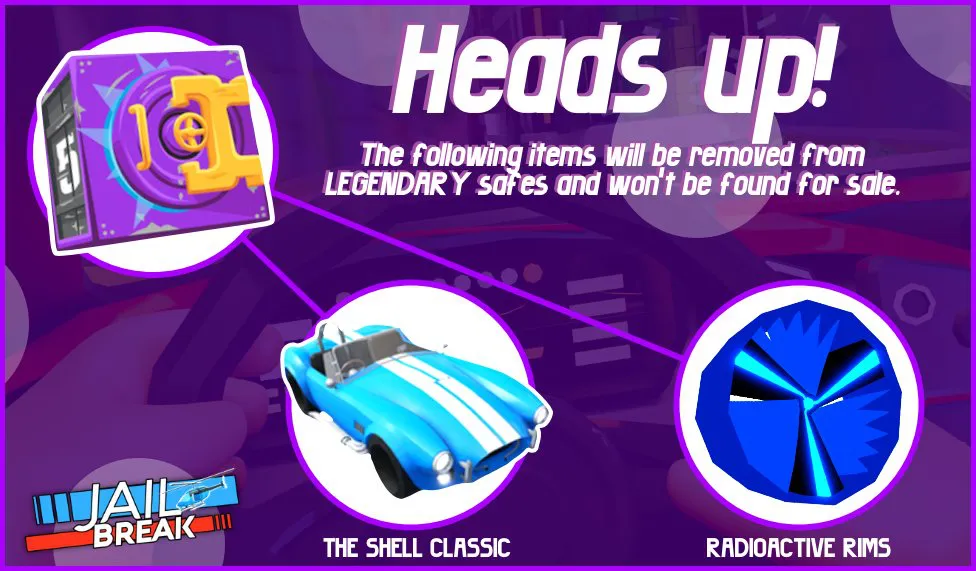 Heads up!
The following items will be removed from
LEGENDARY safes and won't be found for sale.
5
THE SHELL CLASSIC
RADIOACTIVE RIMS
JAIL
BREAK